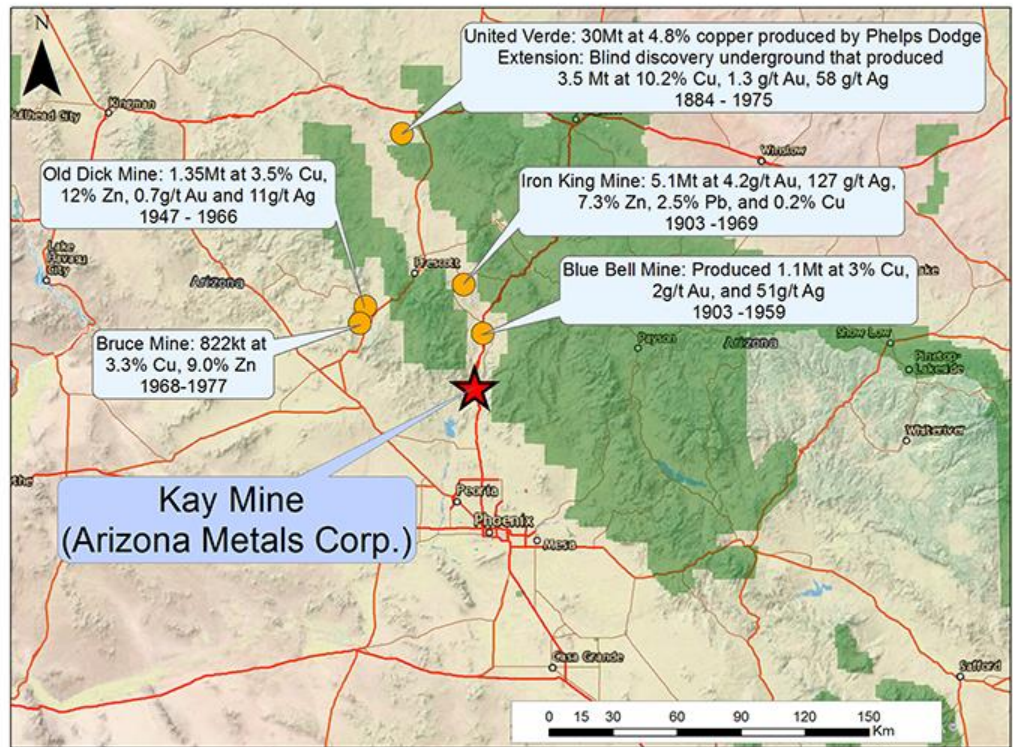 N
United Verde: 30Mt at 4.8% copper produced by Phelps Dodge
Extension: Blind discovery underground that produced
3.5 Mt at 10.2% Cu, 1.3 g/t Au, 58 g/t Ag
1884 - 1975
Kingman
Bullhead City
Winslow
Old Dick Mine: 1.35Mt at 3.5% Cu,
12% Zn, 0.7g/t Au and 11g/t Ag
1947 - 1966
Iron King Mine: 5.1Mt at 4.2g/t Au, 127 g/t Ag,
7.3% Zn, 2.5% Pb, and 0.2% Cu
1903 -1969
Lake
Havasu
City
Arizona
Prescott
Blue Bell Mine: Produced 1.1Mt at 3% Cu,
2g/t Au, and 51g/t Ag
1903 -1959
ake
Bruce Mine: 822kt at
3.3% Cu, 9.0% Zn
1968-1977
Payson
Arizona
Show Low
Pinetop-
Lakeside
Whiteriver
the
Kay Mine
(Arizona Metals Corp.)
Peoria
Phoenix
Mesa
Casa Grande
Safford
0 15 30 60 90 120 150
Km